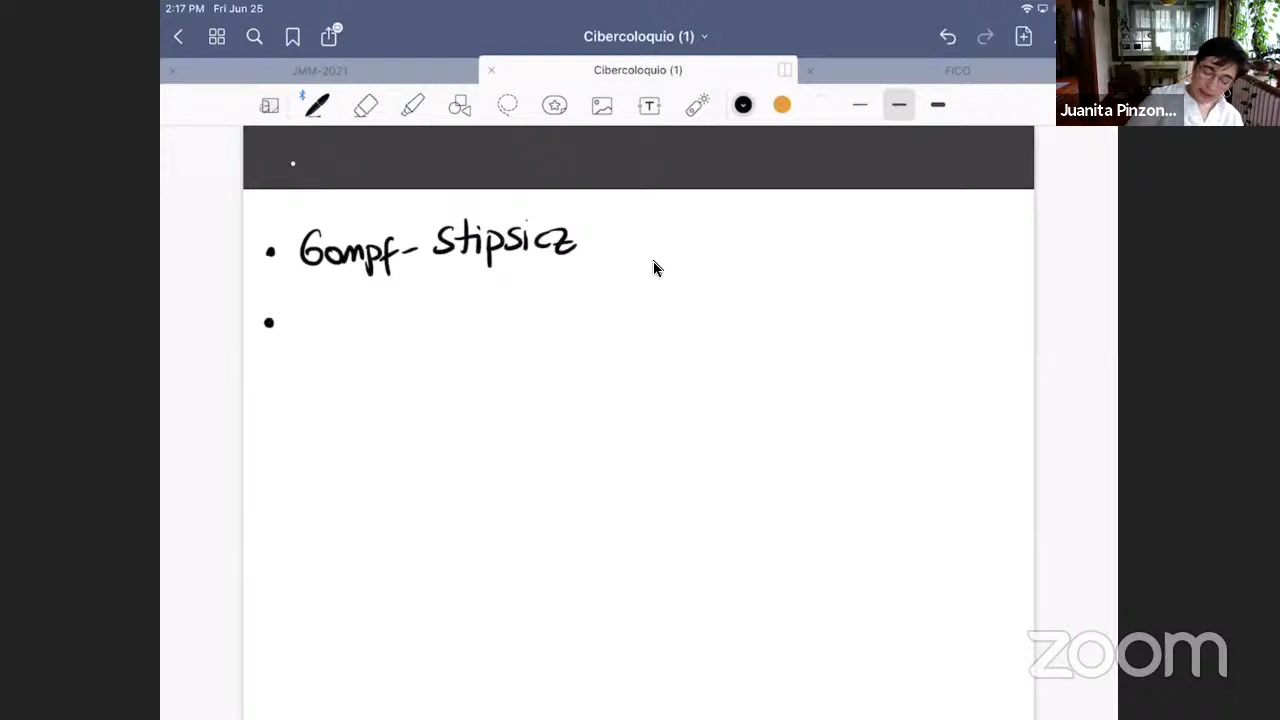 2:17 PM Fri Jun 25
Cibercoloquio (1)
JMM-2021
Cibercoloquio (1)
FICO
T
Juanita Pinzon...
• Gompf - Stipsicz
•
zoom